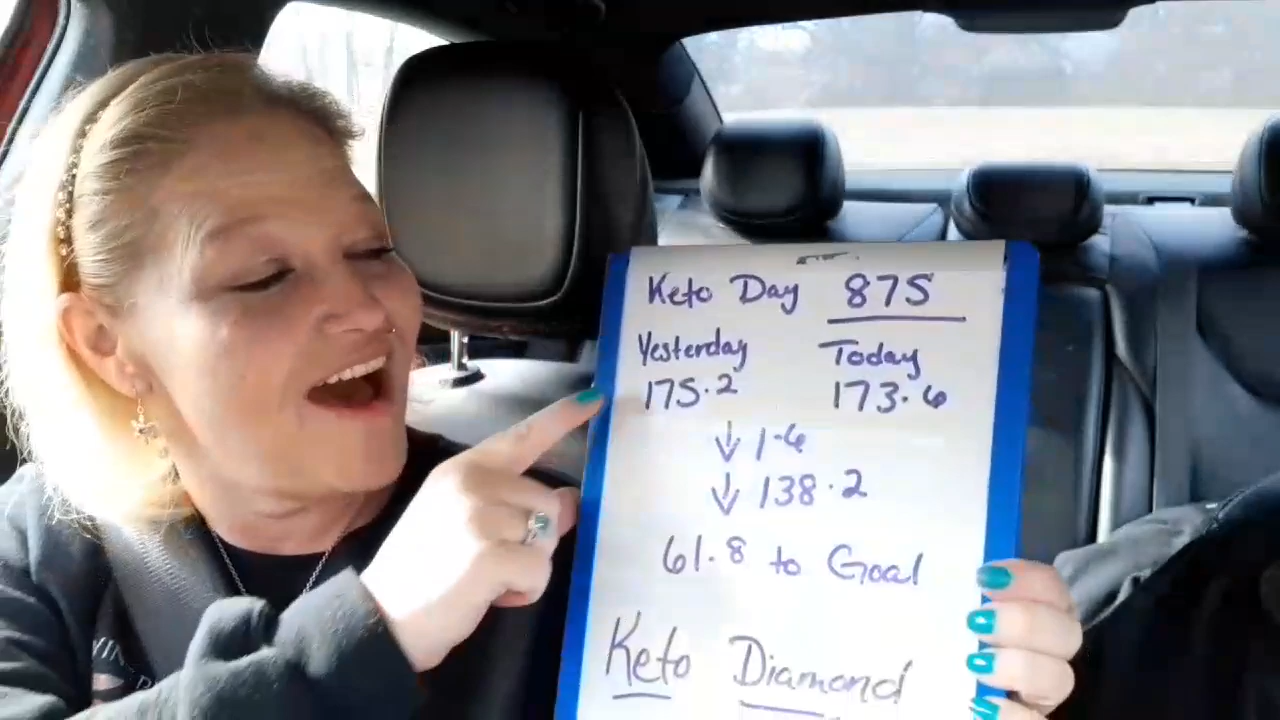 Keto Day 875
Yesterday Today
175.2 173.6
↓ 1.6
↓ 138.2
61.8 to Goal
Keto Diamond